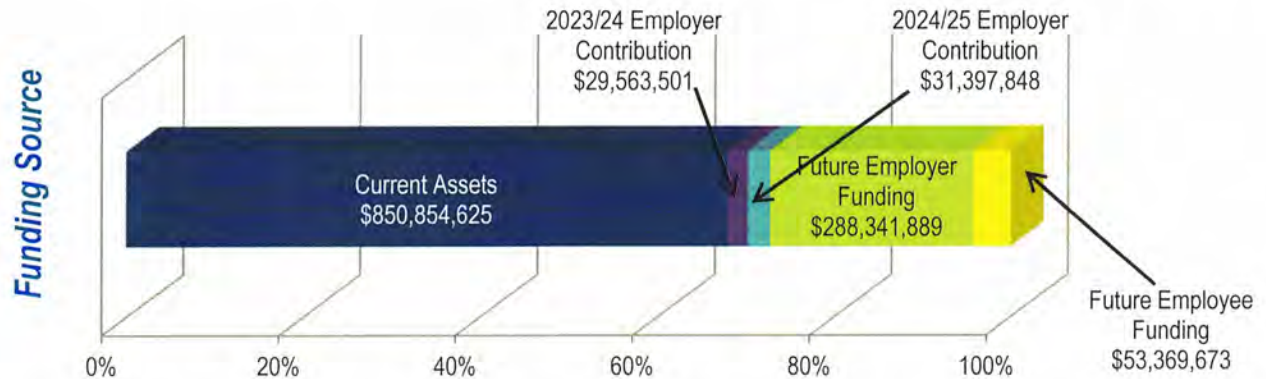 Funding Source
2023/24 Employer
Contribution
$29,563,501
2024/25 Employer
Contribution
$31,397,848
Current Assets
$850,854,625
Future Employer
Funding
$288,341,889
Future Employee
Funding
$53,369,673
0%
20%
40%
60%
80%
100%